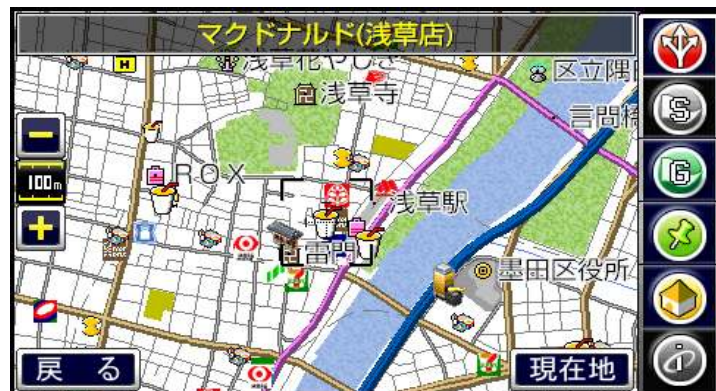 マクドナルド(浅草店)
浅草花やしき
H
浅草寺
区立隅
言問橋
S
100m
ROX
浅草駅
G
雷門
墨田区役所
戻る
現在地
i